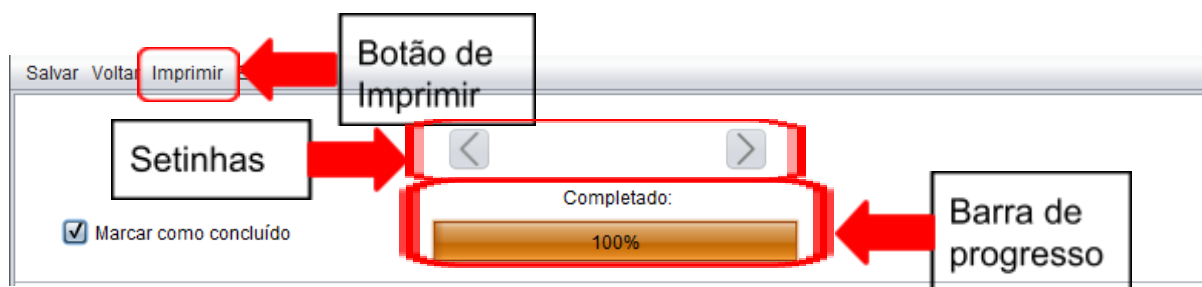 Botão de
Imprimir
Salvar Voltar Imprimir
Setinhas
Completado:
Marcar como concluído
100%
Barra de
progresso